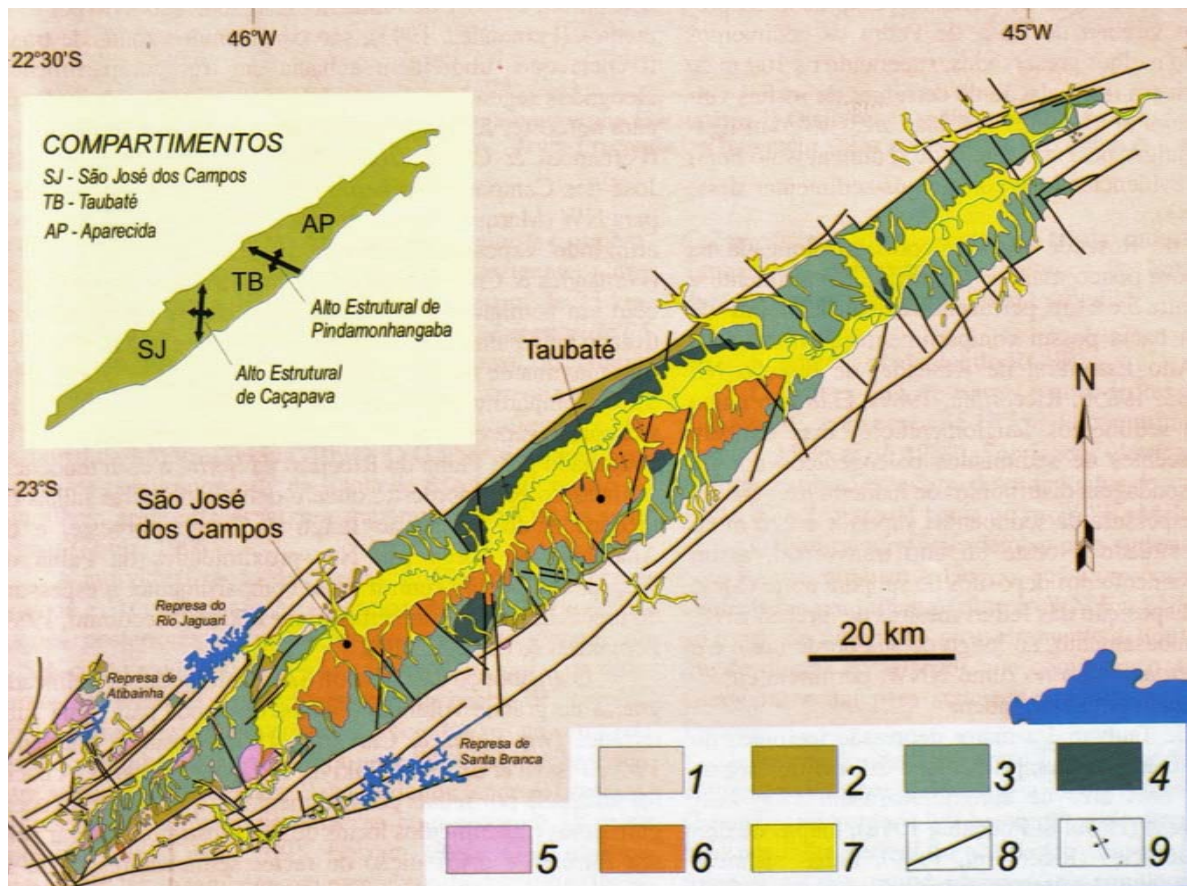 46°W
45°W
22°30'S
COMPARTIMENTOS
SJ - São José dos Campos
TB - Taubaté
AP - Aparecida
AP
TB
SJ
Alto Estrutural de
Pindamonhangaba
Alto Estrutural
de Caçapava
Taubaté
N
23°S
São José
dos Campos
Represa do
Rio Jaguari
20 km
Represa de
Atibainha
Represa de
Santa Branca
1
2
3
4
5
6
7
8
9